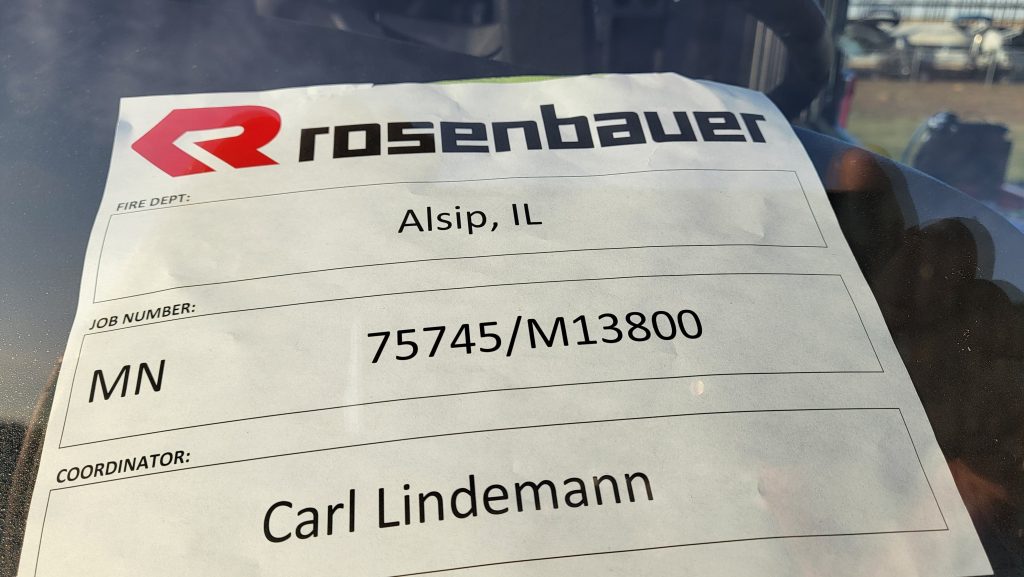 rosenbauer
FIRE DEPT:
Alsip, IL
JOB NUMBER:
MN 75745/M13800
COORDINATOR:
Carl Lindemann